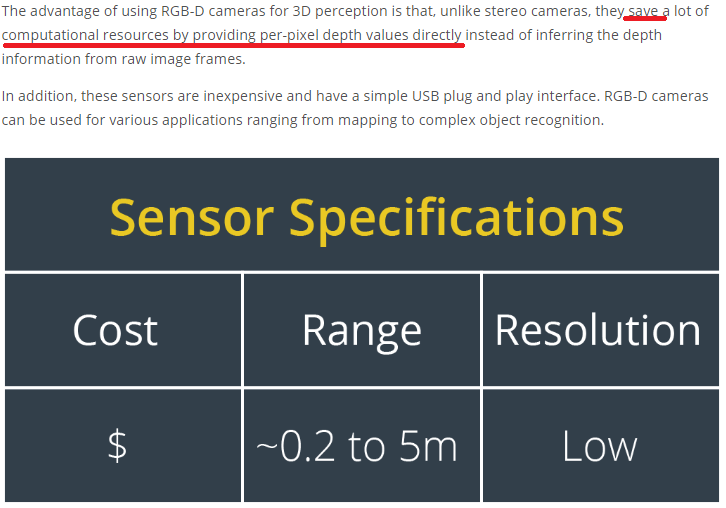 The advantage of using RGB-D cameras for 3D perception is that, unlike stereo cameras, they save a lot of
computational resources by providing per-pixel depth values directly instead of inferring the depth
information from raw image frames.
In addition, these sensors are inexpensive and have a simple USB plug and play interface. RGB-D cameras
can be used for various applications ranging from mapping to complex object recognition.
Sensor Specifications
Cost Range Resolution
$ ~0.2 to 5m Low